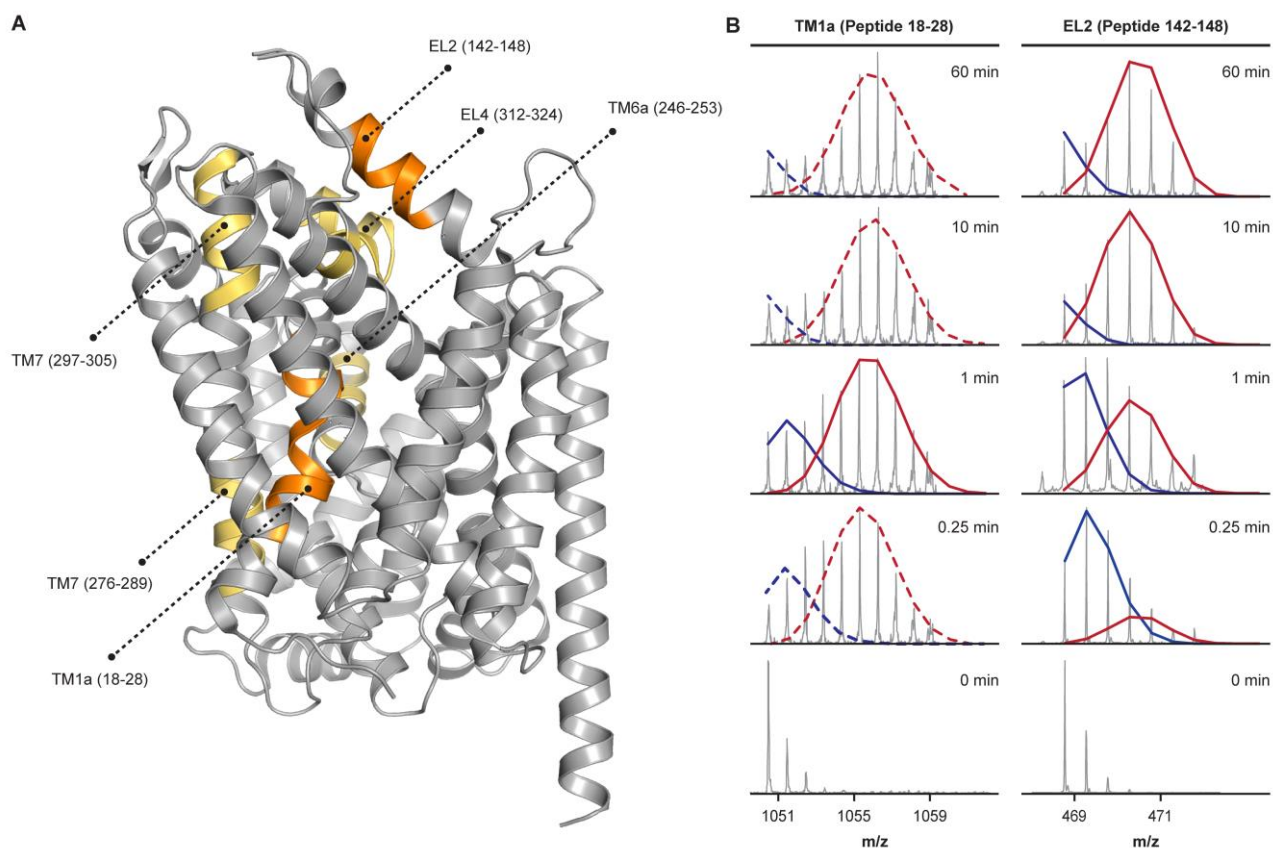 A
EL2 (142-148)
EL4 (312-324)
TM6a (246-253)
TM7 (297-305)
TM7 (276-289)
TM1a (18-28)
B
TM1a (Peptide 18-28)
EL2 (Peptide 142-148)
60 min
60 min
10 min
10 min
1 min
1 min
0.25 min
0.25 min
0 min
0 min
1051
1055
1059
469
471
m/z
m/z